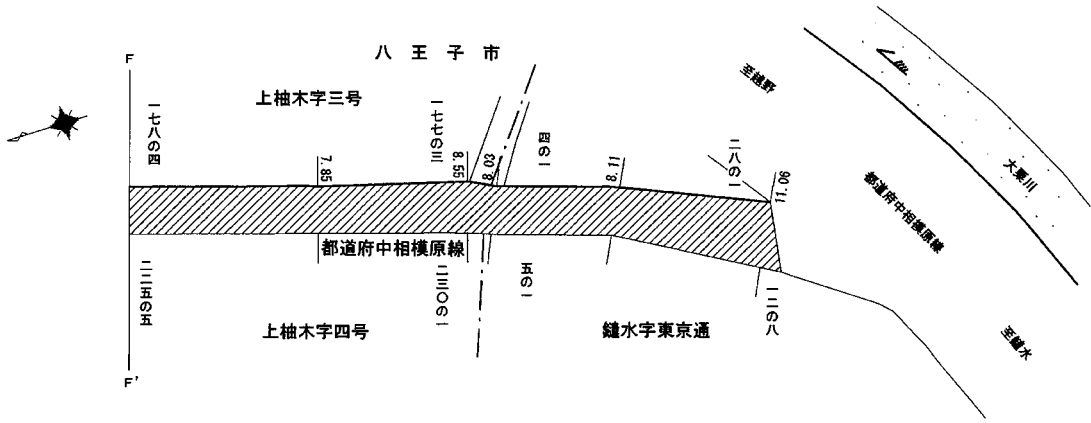 八王子市
F
上柚木字三号
一七八の四
一七七の三
四の一
二八の一
至越野
大栗川
都道府中相模原線
7.85
8.55
8.03
8.11
11.06
都道府中相模原線
二二五の五
二三〇の一
五の一
一二の八
上柚木字四号
鑓水字東京通
至鑓水
F'